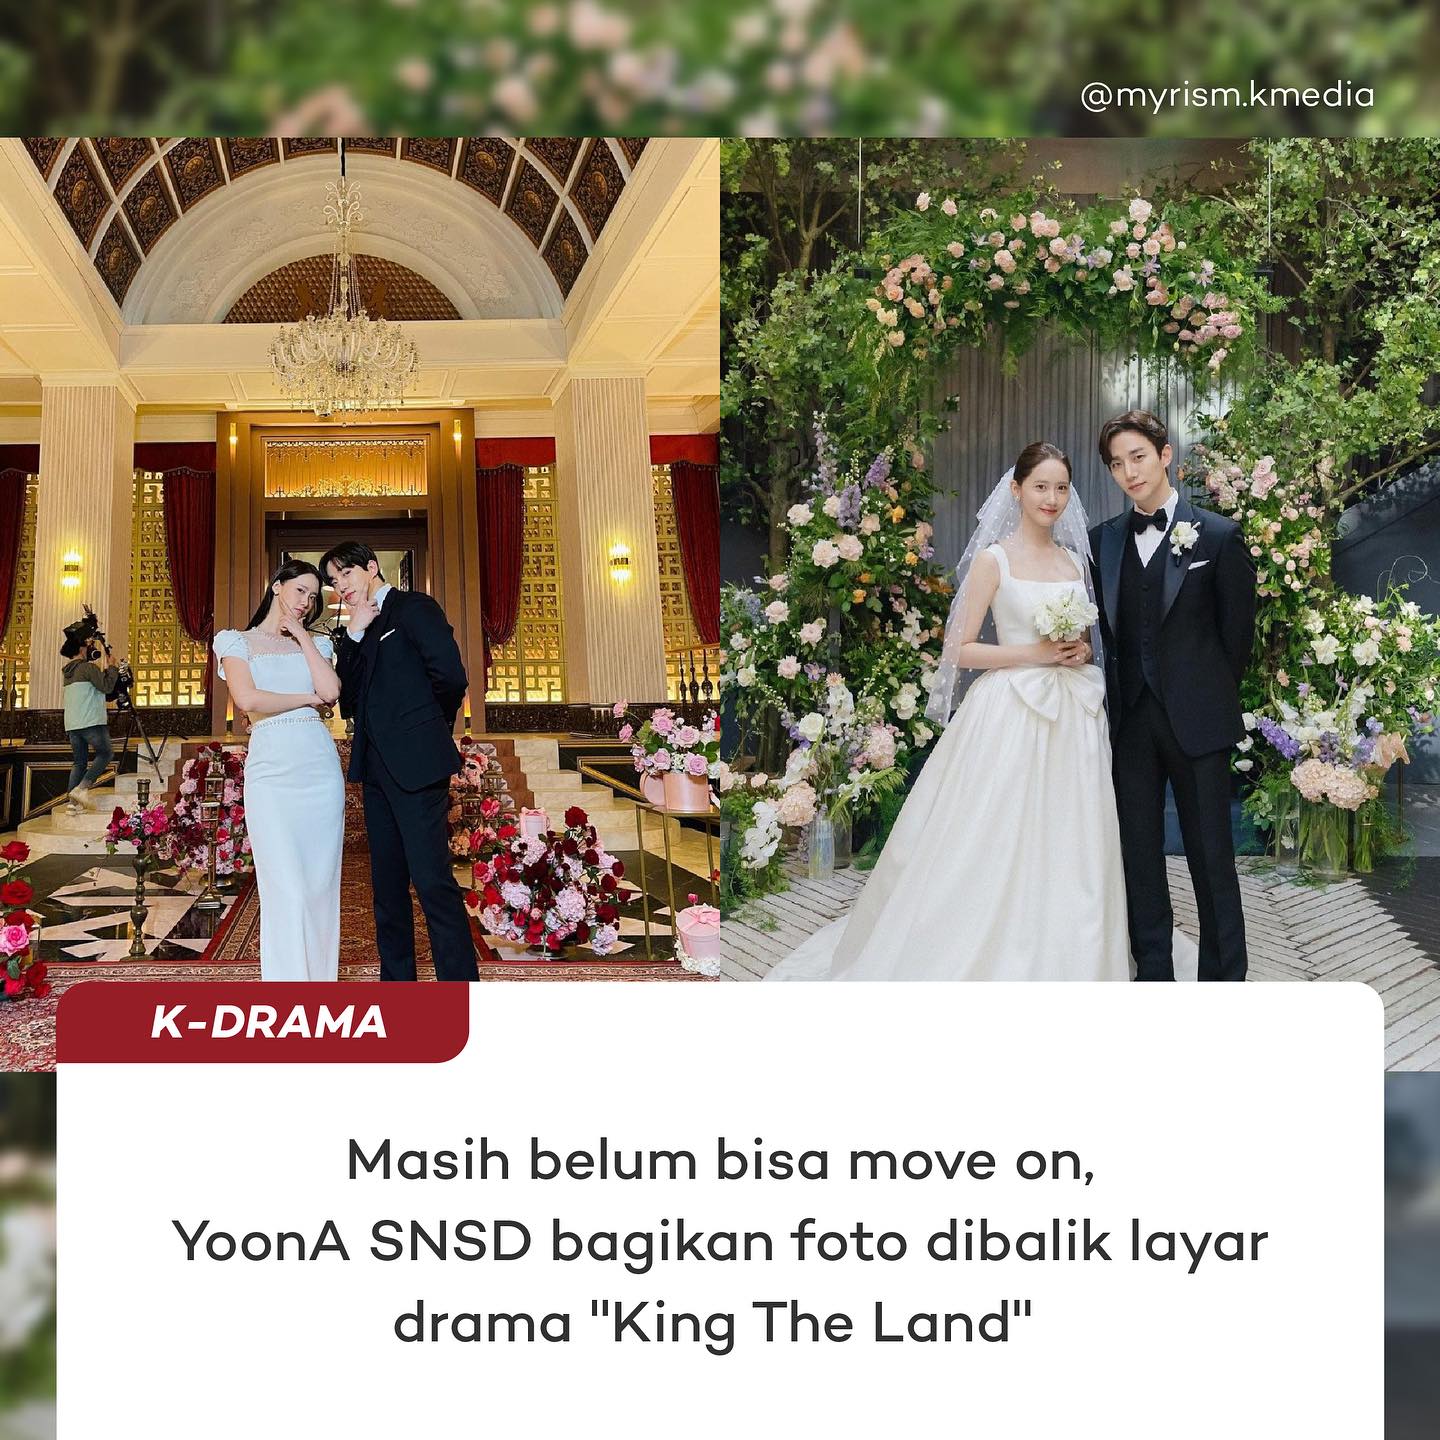 @myrism.kmedia
K-DRAMA
Masih belum bisa move on,
YoonA SNSD bagikan foto dibalik layar
drama "King The Land"